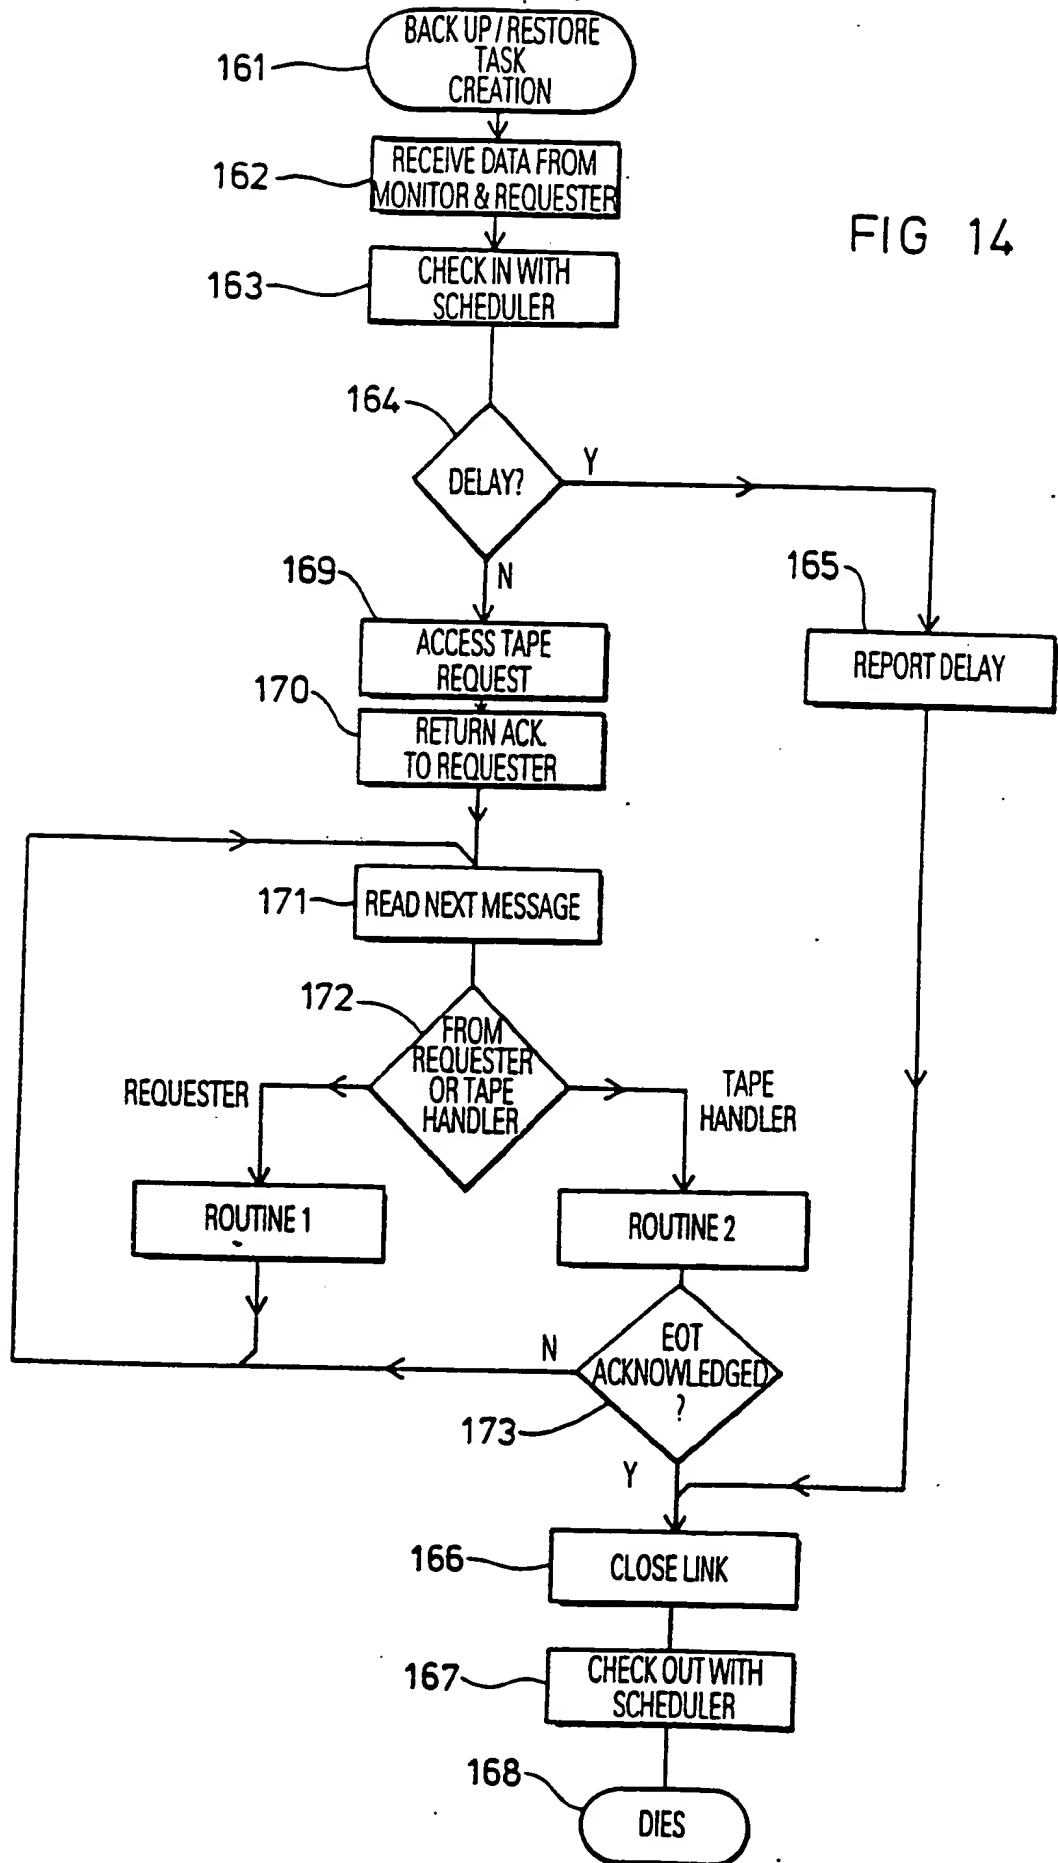 BACK UP / RESTORE
TASK
CREATION
161
RECEIVE DATA FROM
MONITOR & REQUESTER
162
FIG 14
CHECK IN WITH
SCHEDULER
163
164
DELAY?
Y
N
169
165
ACCESS TAPE
REQUEST
REPORT DELAY
170
RETURN ACK.
TO REQUESTER
171
READ NEXT MESSAGE
172
FROM
REQUESTER
OR TAPE
HANDLER
REQUESTER
TAPE
HANDLER
ROUTINE 1
ROUTINE 2
EOT
ACKNOWLEDGED
?
N
173
Y
166
CLOSE LINK
167
CHECK OUT WITH
SCHEDULER
168
DIES